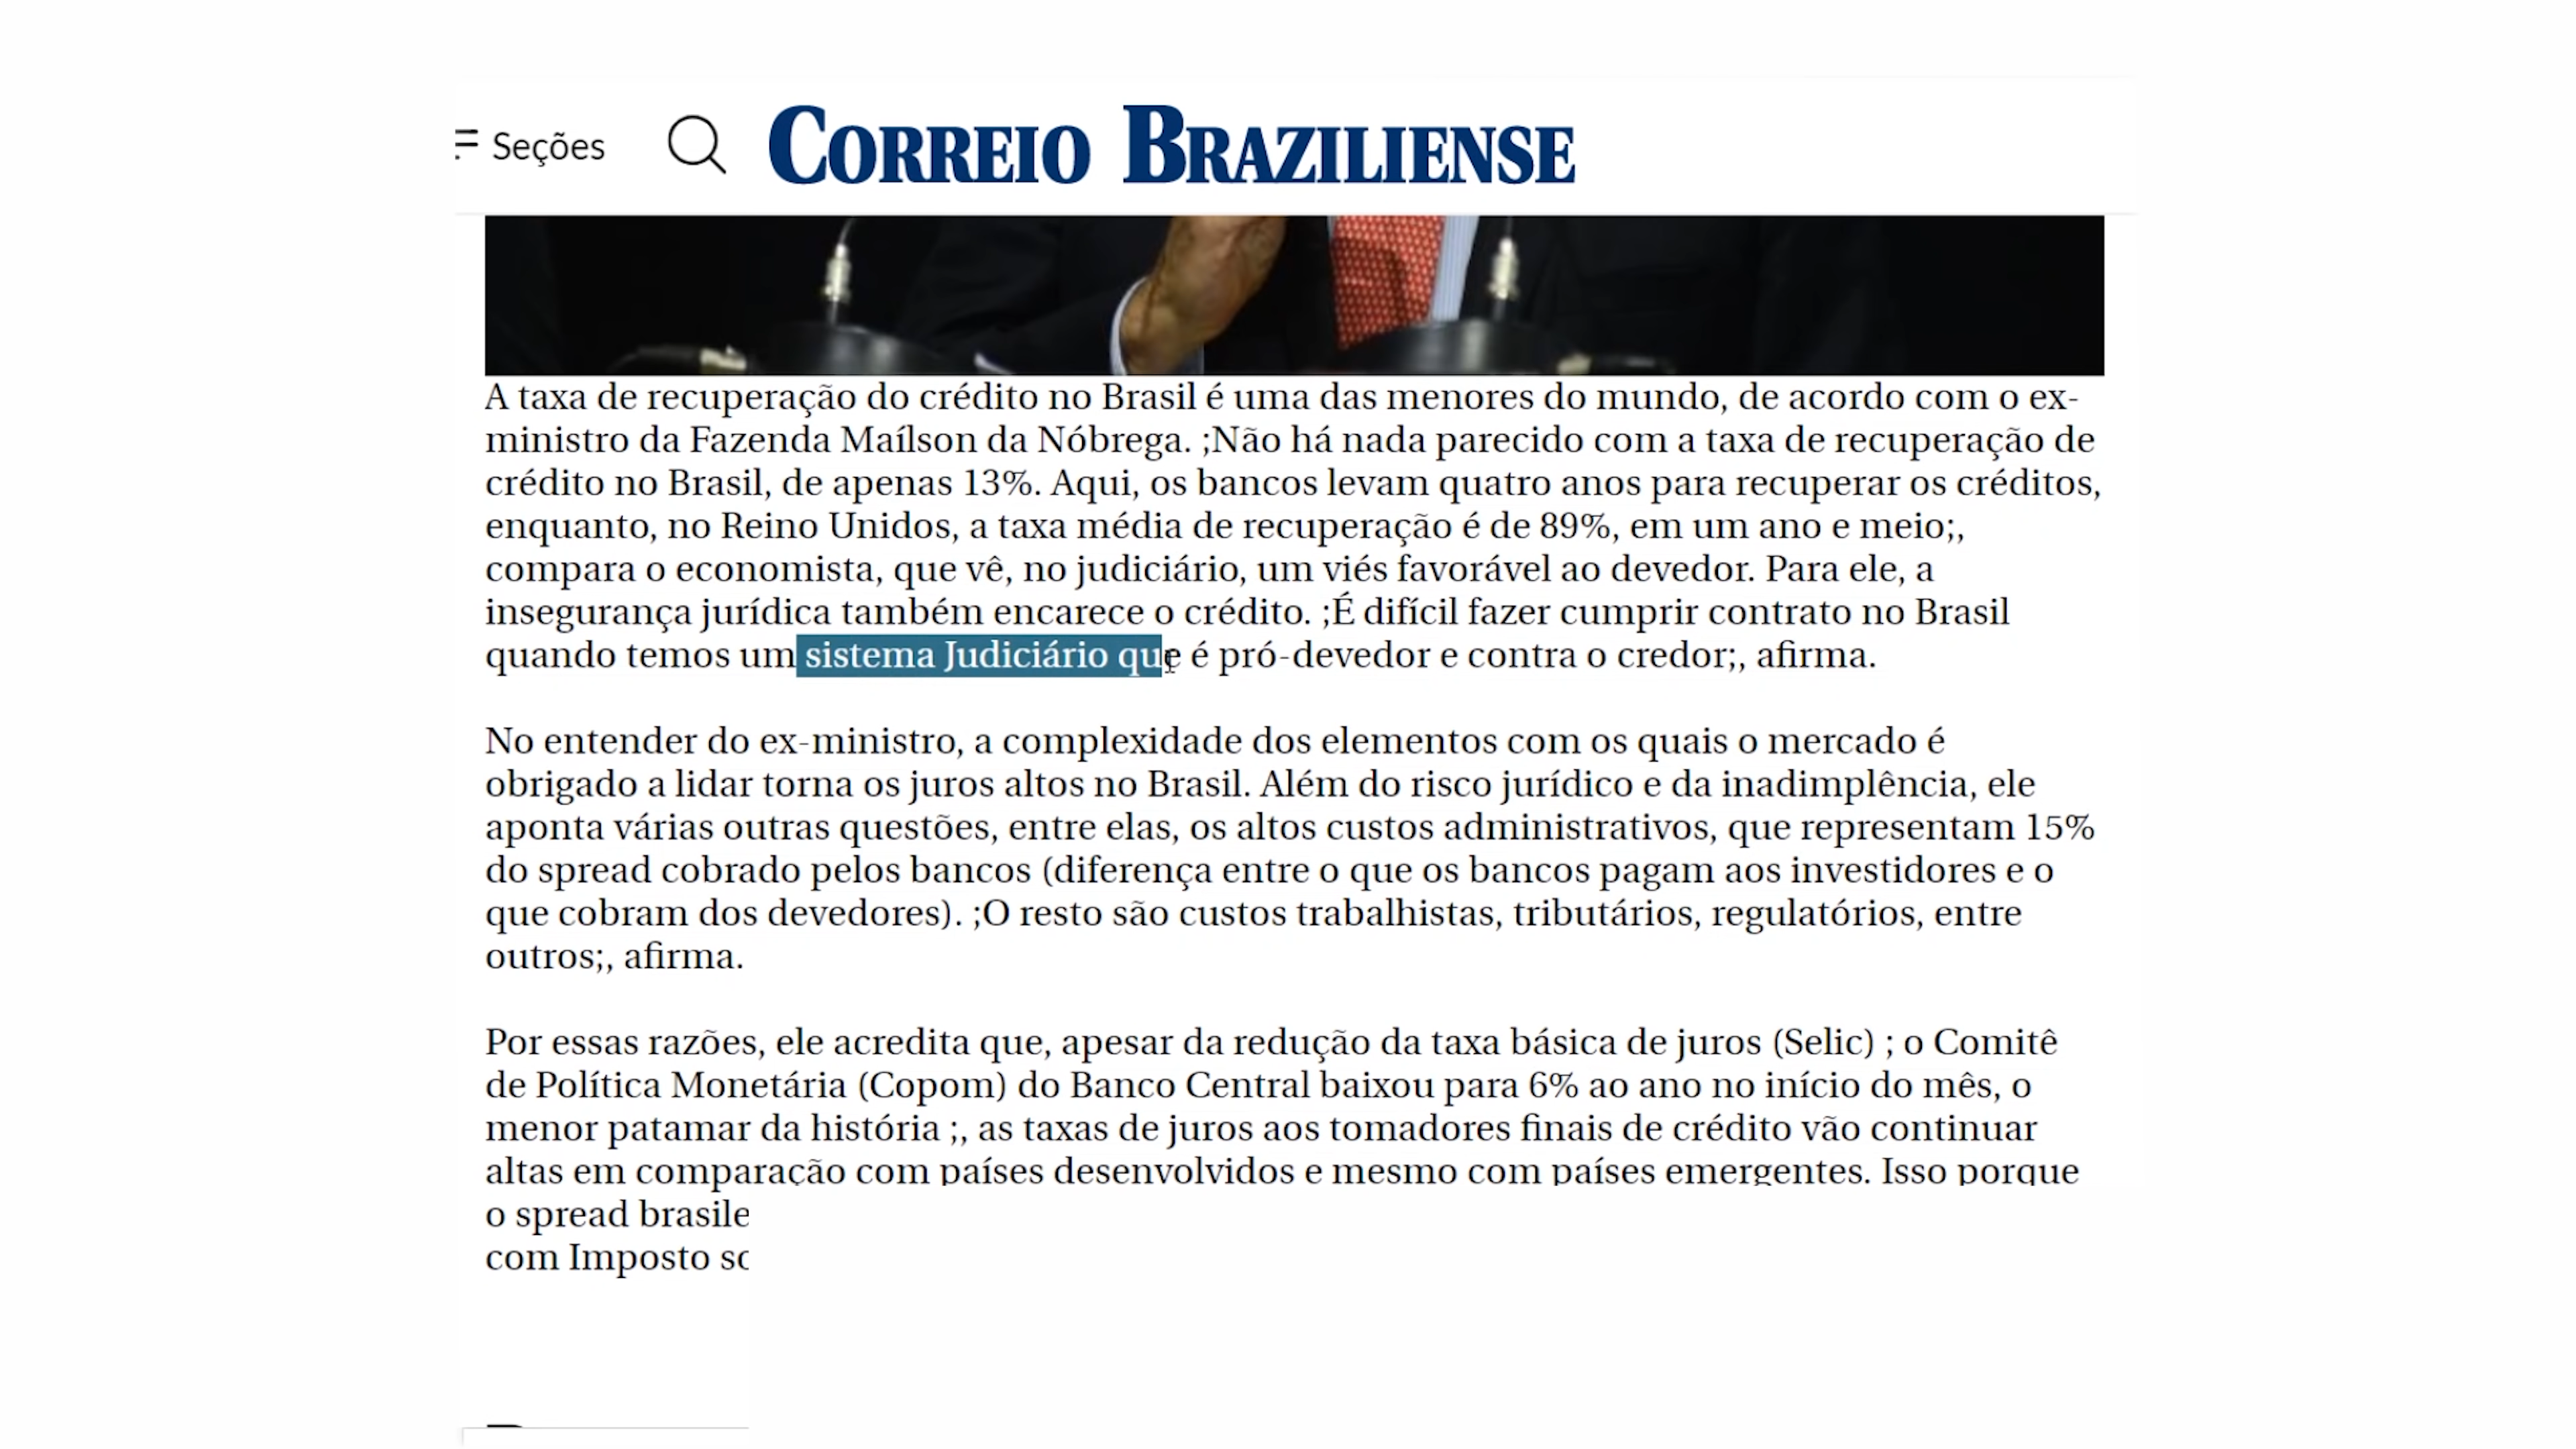 Seções
CORREIO BRAZILIENSE
A taxa de recuperação do crédito no Brasil é uma das menores do mundo, de acordo com o ex-
ministro da Fazenda Maílson da Nóbrega. ;Não há nada parecido com a taxa de recuperação de
crédito no Brasil, de apenas 13%. Aqui, os bancos levam quatro anos para recuperar os créditos,
enquanto, no Reino Unidos, a taxa média de recuperação é de 89%, em um ano e meio;,
compara o economista, que vê, no judiciário, um viés favorável ao devedor. Para ele, a
insegurança jurídica também encarece o crédito. ;É difícil fazer cumprir contrato no Brasil
quando temos um sistema Judiciário que é pró-devedor e contra o credor;, afirma.
No entender do ex-ministro, a complexidade dos elementos com os quais o mercado é
obrigado a lidar torna os juros altos no Brasil. Além do risco jurídico e da inadimplência, ele
aponta várias outras questões, entre elas, os altos custos administrativos, que representam 15%
do spread cobrado pelos bancos (diferença entre o que os bancos pagam aos investidores e o
que cobram dos devedores). ;O resto são custos trabalhistas, tributários, regulatórios, entre
outros;, afirma.
Por essas razões, ele acredita que, apesar da redução da taxa básica de juros (Selic) ; o Comitê
de Política Monetária (Copom) do Banco Central baixou para 6% ao ano no início do mês, o
menor patamar da história ;, as taxas de juros aos tomadores finais de crédito vão continuar
altas em comparação com países desenvolvidos e mesmo com países emergentes. Isso porque
o spread brasile
com Imposto so